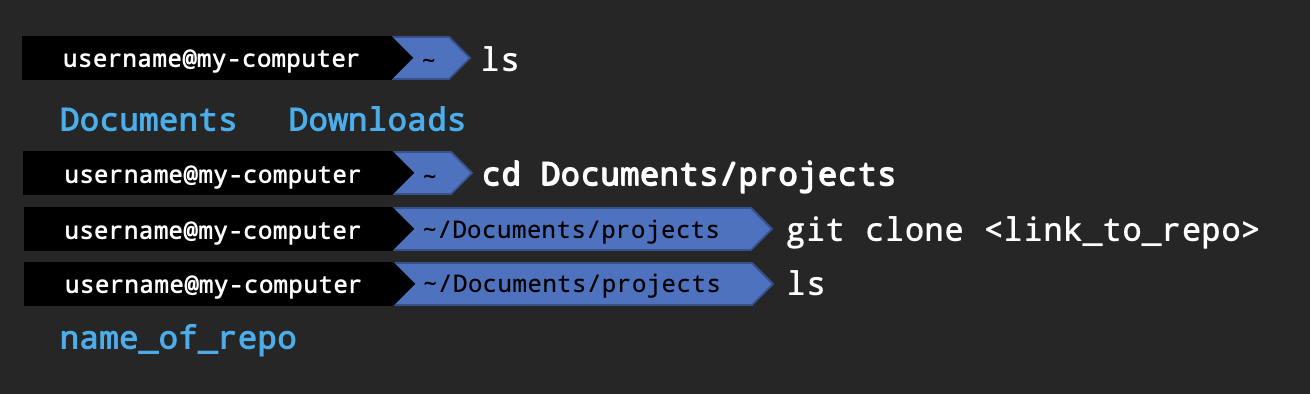 username@my-computer ~ ls
Documents Downloads
username@my-computer ~ cd Documents/projects
username@my-computer ~/Documents/projects git clone <link_to_repo>
username@my-computer ~/Documents/projects ls
name_of_repo